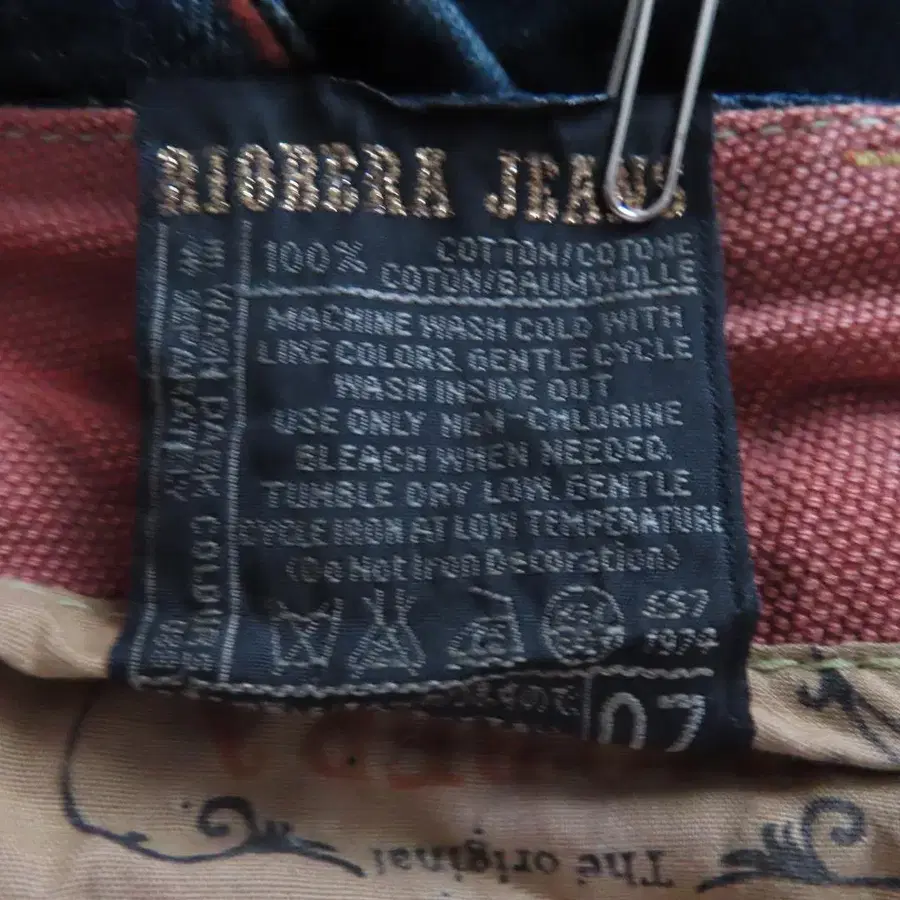 RIOBERA JEANS
100% COTTON/COTONE
COTON/BAUMWOLLE
MACHINE WASH COLD WITH
LIKE COLORS. GENTLE CYCLE
WASH INSIDE OUT
USE ONLY NON-CHLORINE
BLEACH WHEN NEEDED.
TUMBLE DRY LOW. GENTLE
CYCLE IRON AT LOW TEMPERATURE
(Do Not Iron Decoration)
1974
WASH DARK COLOURS
SEPARATELY
07
The original